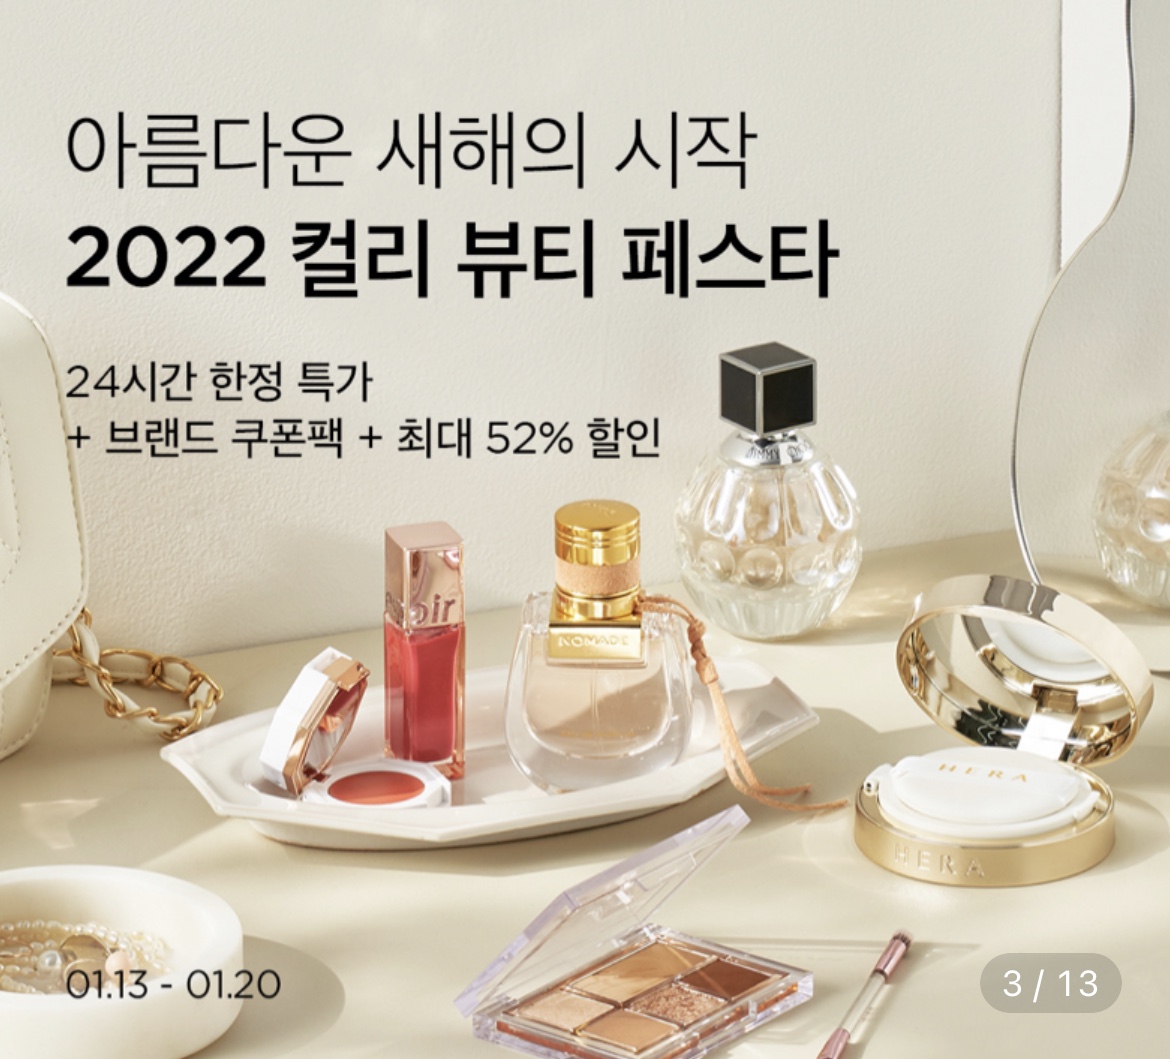 아름다운 새해의 시작
2022 컬리 뷰티 페스타
24시간 한정 특가
+ 브랜드 쿠폰팩 + 최대 52% 할인
oir
NOMADE
HERA
HERA
01.13 - 01.20
3 / 13